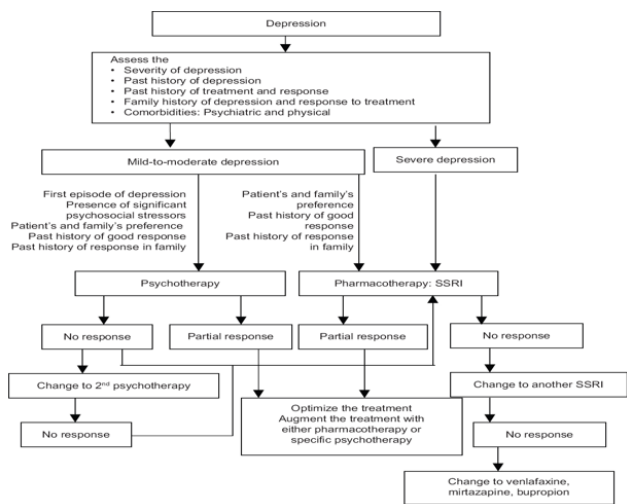 Depression
Assess the
• Severity of depression
• Past history of depression
• Past history of treatment and response
• Family history of depression and response to treatment
• Comorbidities: Psychiatric and physical
Mild-to-moderate depression
Severe depression
First episode of depression
Presence of significant
psychosocial stressors
Patient's and family's preference
Past history of good response
Past history of response in family
Patient's and family's
preference
Past history of good
response
Past history of response
in family
Psychotherapy
Pharmacotherapy: SSRI
No response
Partial response
Partial response
No response
Change to 2nd psychotherapy
Change to another SSRI
No response
Optimize the treatment
Augment the treatment with
either pharmacotherapy or
specific psychotherapy
No response
Change to venlafaxine,
mirtazapine, bupropion